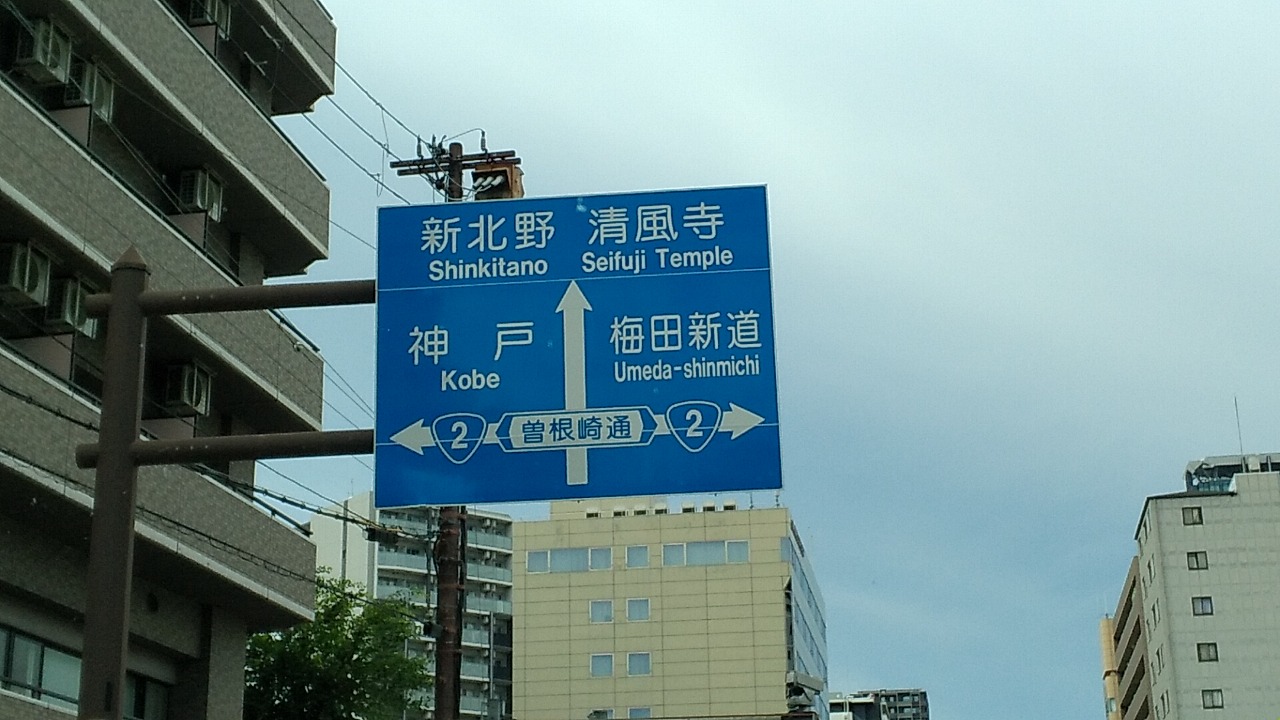 新北野 清風寺
Shinkitano Seifuji Temple
神戸 梅田新道
Kobe Umeda-shinmichi
2 曽根崎通 2